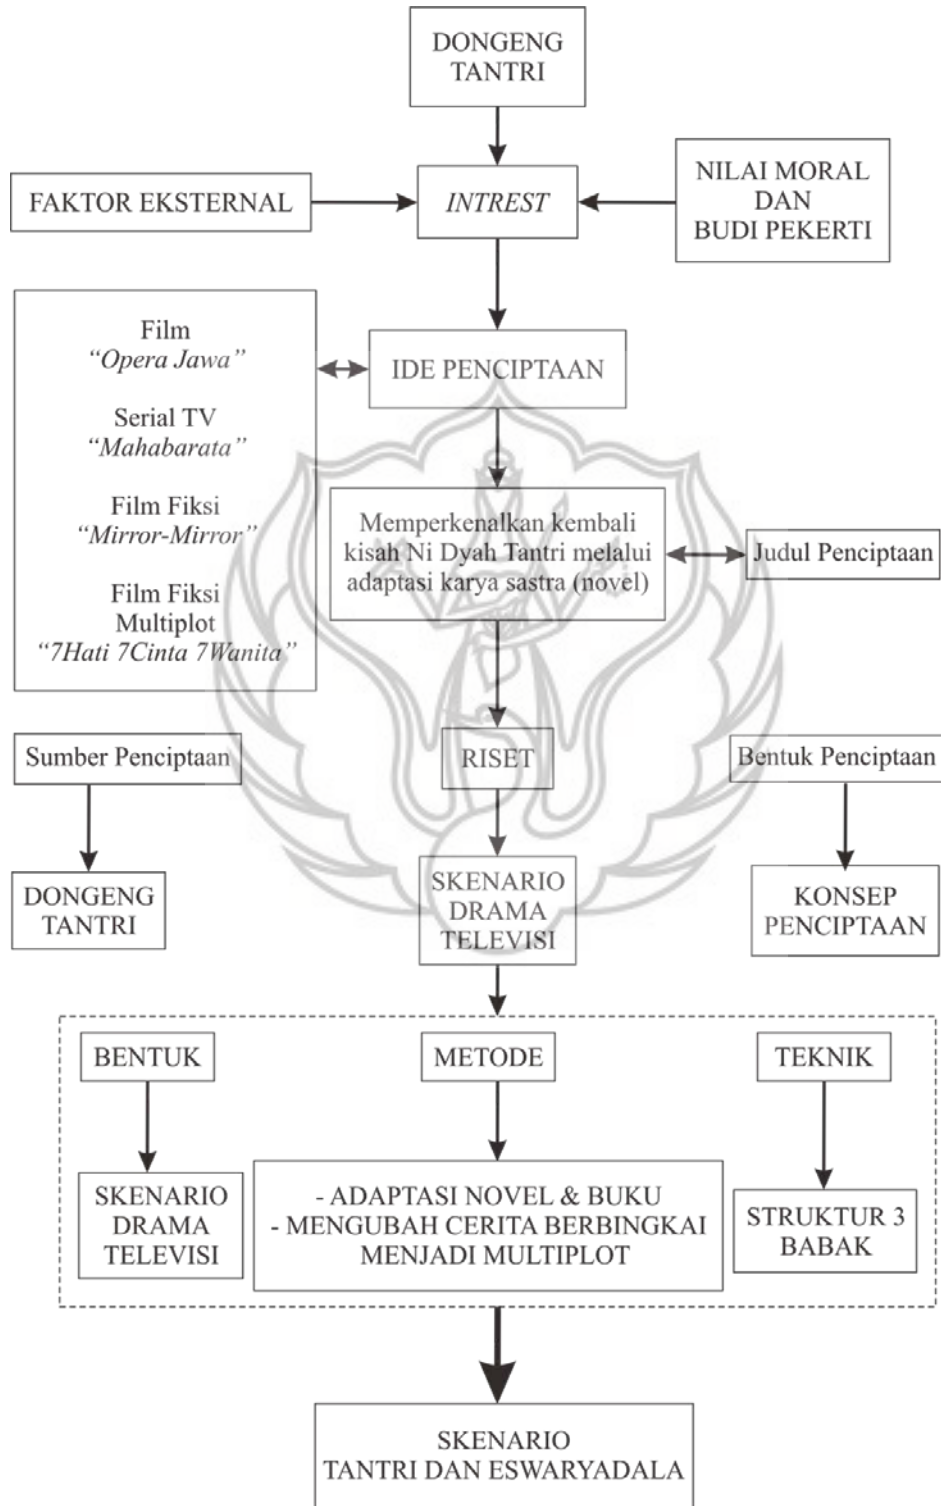 DONGENG
TANTRI
FAKTOR EKSTERNAL
INTREST
NILAI MORAL
DAN
BUDI PEKERTI
Film
“Opera Jawa”
Serial TV
“Mahabarata”
Film Fiksi
“Mirror-Mirror”
Film Fiksi
Multiplot
“7Hati 7Cinta 7Wanita”
IDE PENCIPTAAN
Memperkenalkan kembali
kisah Ni Dyah Tantri melalui
adaptasi karya sastra (novel)
Judul Penciptaan
Sumber Penciptaan
RISET
Bentuk Penciptaan
DONGENG
TANTRI
SKENARIO
DRAMA
TELEVISI
KONSEP
PENCIPTAAN
BENTUK
METODE
TEKNIK
SKENARIO
DRAMA
TELEVISI
- ADAPTASI NOVEL & BUKU
- MENGUBAH CERITA BERBINGKAI
MENJADI MULTIPLOT
STRUKTUR 3
BABAK
SKENARIO
TANTRI DAN ESWARYADALA